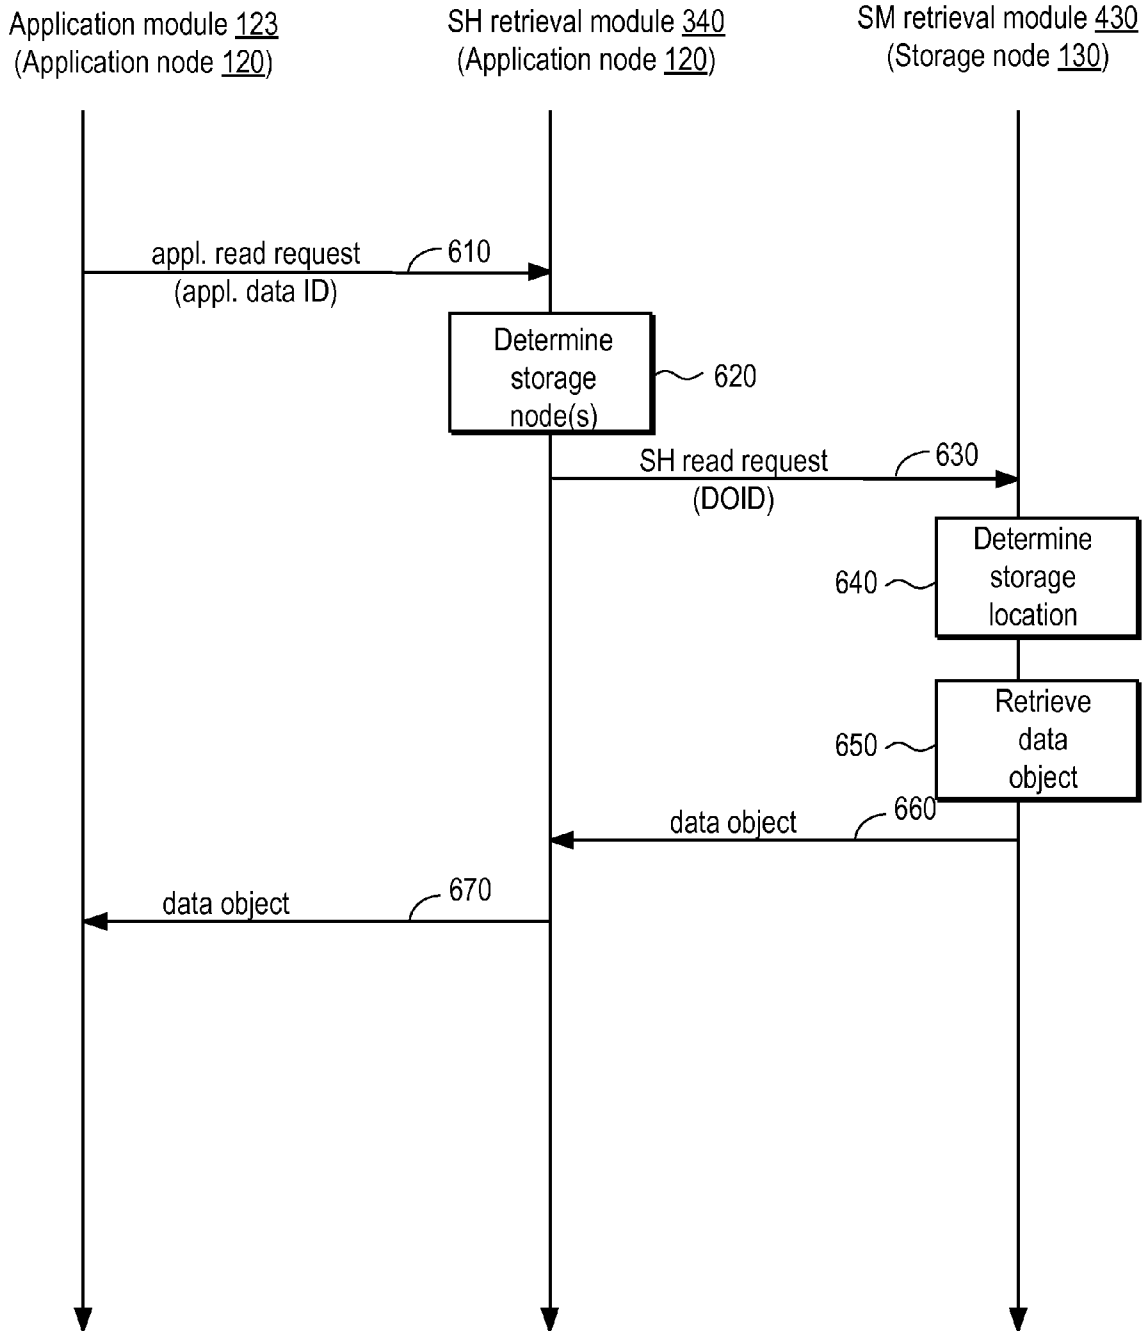 Application module 123
(Application node 120)
SH retrieval module 340
(Application node 120)
SM retrieval module 430
(Storage node 130)
appl. read request
610
(appl. data ID)
Determine
storage
node(s)
620
SH read request
630
(DOID)
Determine
storage
location
640
Retrieve
data
object
650
data object
660
data object
670